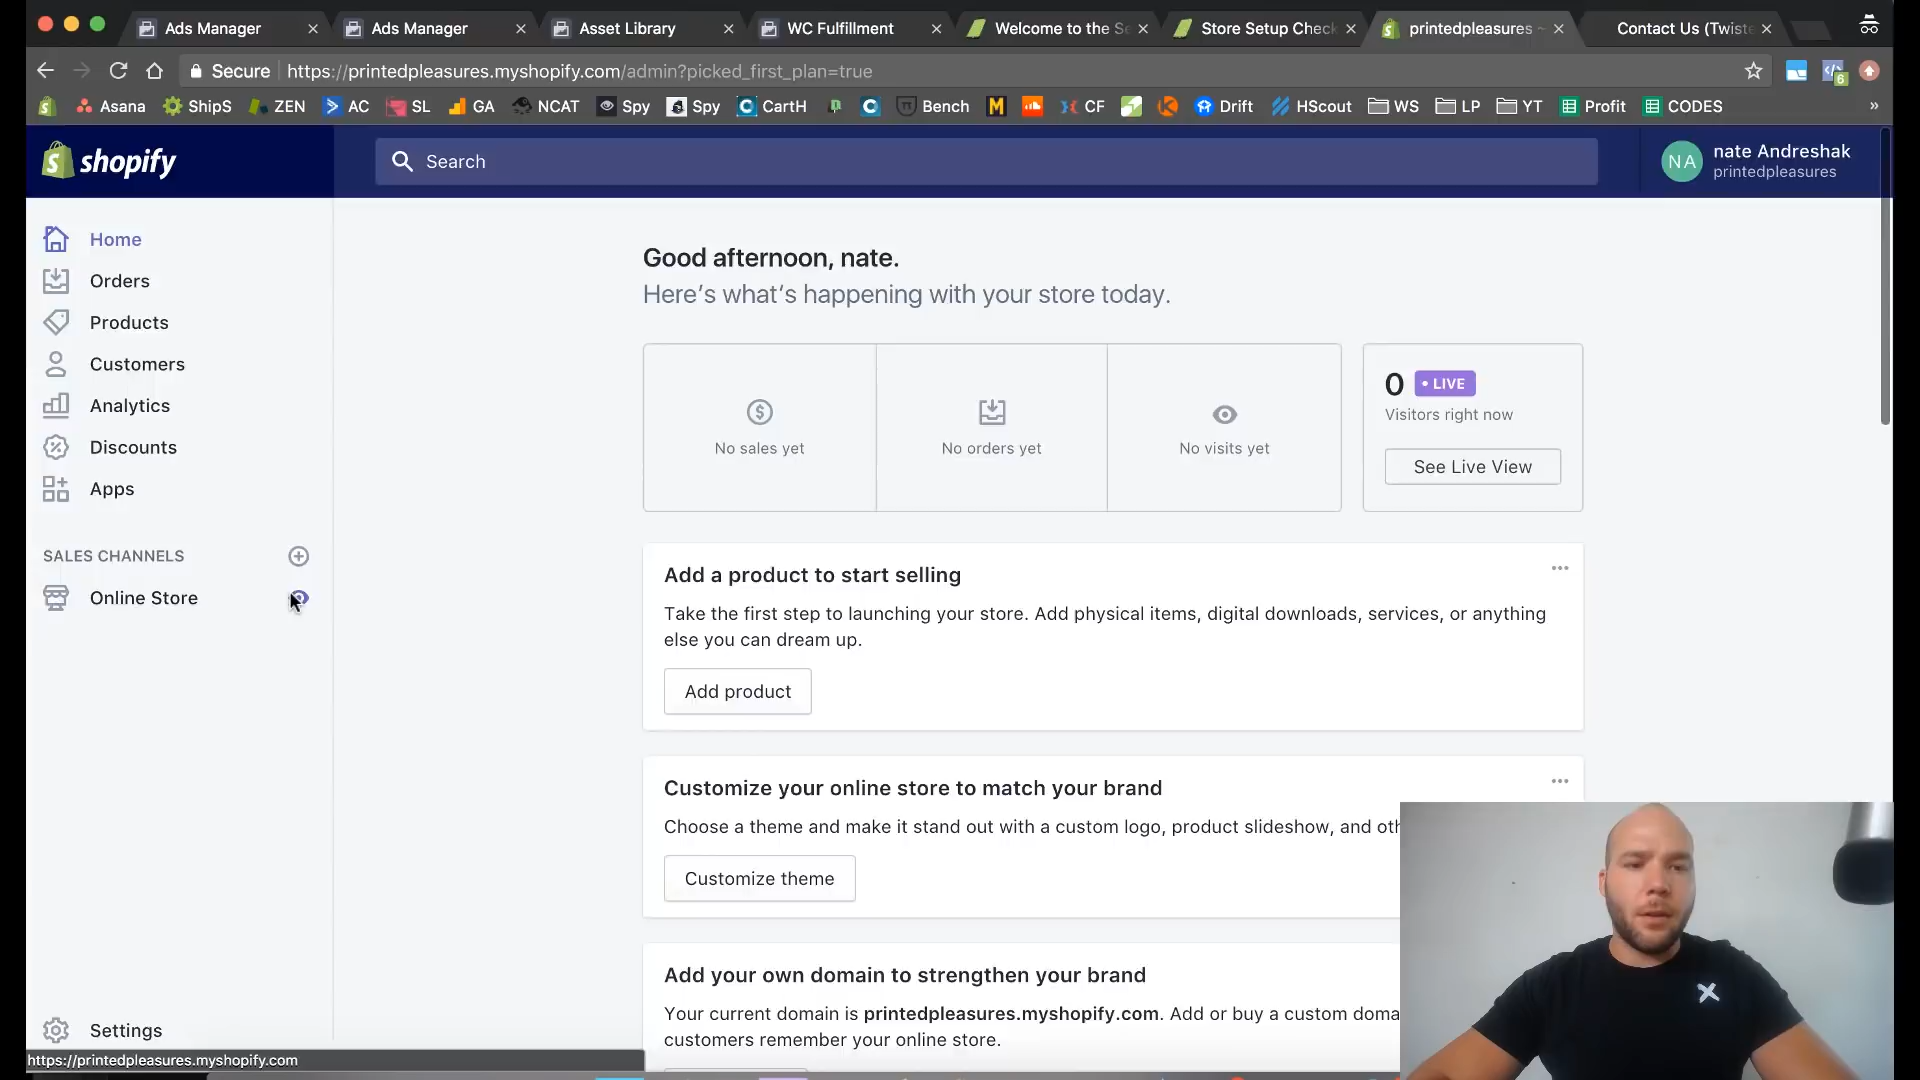 Ads Manager
Ads Manager
Asset Library
WC Fulfillment
Welcome to the Se
Store Setup Check
printedpleasures ~
Contact Us (Twiste
Secure
https://printedpleasures.myshopify.com/admin?picked_first_plan=true
6
Asana
ShipS
ZEN
AC
SL
GA
NCAT
Spy
Spy
CartH
Bench
CF
Drift
HScout
WS
LP
YT
Profit
CODES
shopify
Search
NA
nate Andreshak
printedpleasures
Home
Orders
Products
Customers
Analytics
Discounts
Apps
SALES CHANNELS
Online Store
Settings
Good afternoon, nate.
Here's what's happening with your store today.
No sales yet
No orders yet
No visits yet
0 • LIVE
Visitors right now
See Live View
Add a product to start selling
Take the first step to launching your store. Add physical items, digital downloads, services, or anything
else you can dream up.
Add product
Customize your online store to match your brand
Choose a theme and make it stand out with a custom logo, product slideshow, and oth
Customize theme
Add your own domain to strengthen your brand
Your current domain is printedpleasures.myshopify.com. Add or buy a custom doma
customers remember your online store.
https://printedpleasures.myshopify.com